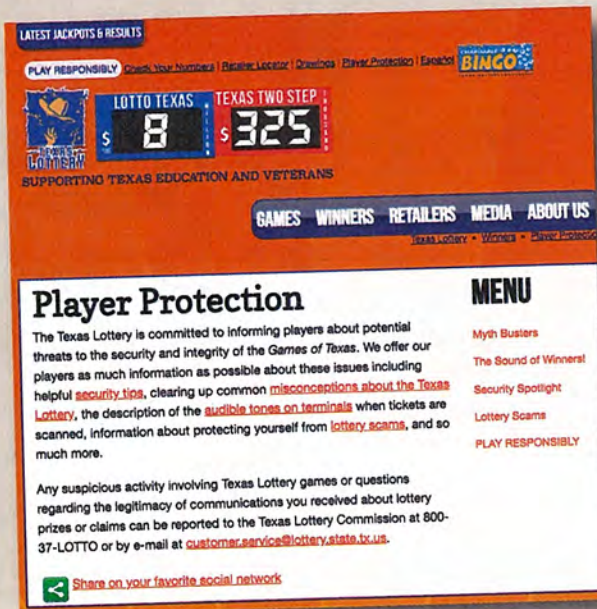 LATEST JACKPOTS & RESULTS
PLAY RESPONSIBLY Check Your Numbers | Retailer Locator | Drawings | Player Protection | Español
BINGO
LOTTO TEXAS
$ 8
TEXAS TWO STEP
$ 325
TEXAS LOTTERY
SUPPORTING TEXAS EDUCATION AND VETERANS
GAMES WINNERS RETAILERS MEDIA ABOUT US
Texas Lottery • Winners • Player Protection
Player Protection
The Texas Lottery is committed to informing players about potential
threats to the security and integrity of the Games of Texas. We offer our
players as much information as possible about these issues including
helpful security tips, clearing up common misconceptions about the Texas
Lottery, the description of the audible tones on terminals when tickets are
scanned, information about protecting yourself from lottery scams, and so
much more.
Any suspicious activity involving Texas Lottery games or questions
regarding the legitimacy of communications you received about lottery
prizes or claims can be reported to the Texas Lottery Commission at 800-
37-LOTTO or by e-mail at customer.service@lottery.state.tx.us.
Share on your favorite social network
MENU
Myth Busters
The Sound of Winners!
Security Spotlight
Lottery Scams
PLAY RESPONSIBLY